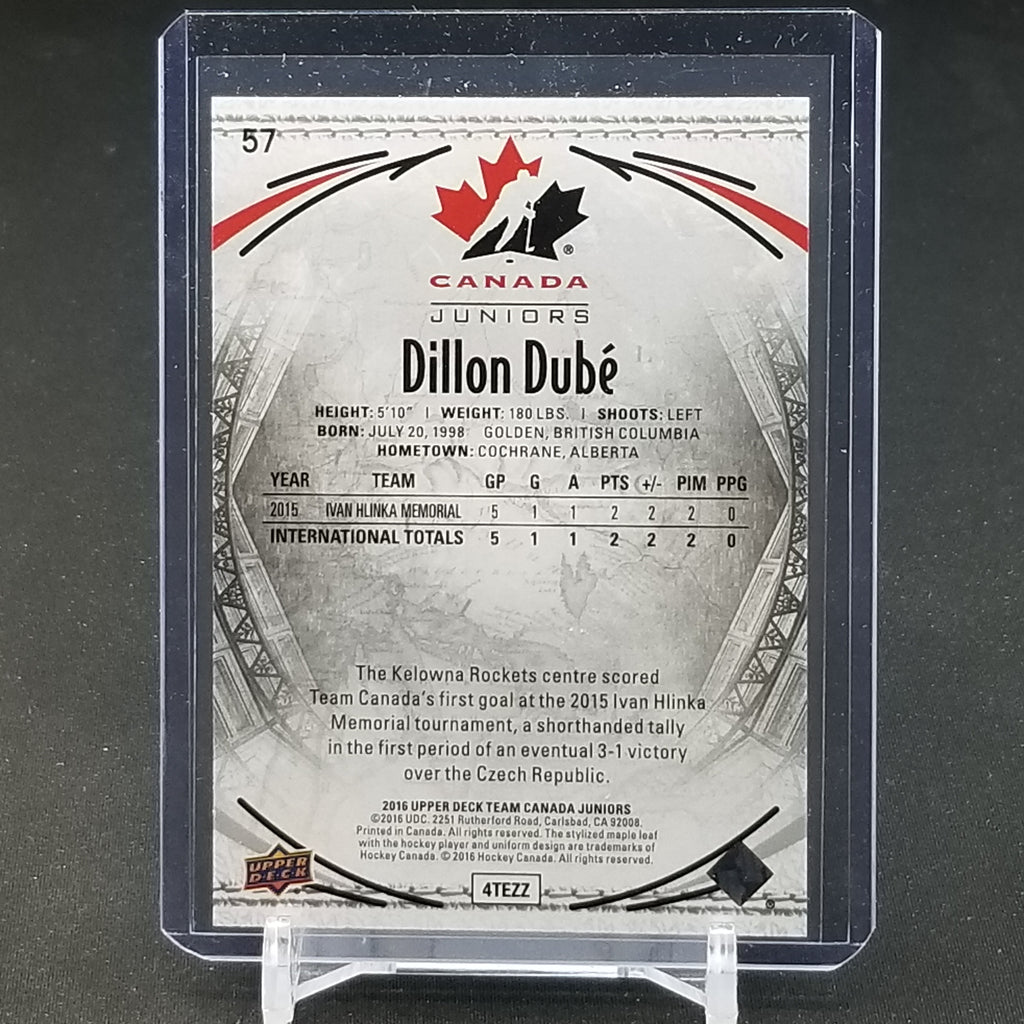 57
®
CANADA
JUNIORS
Dillon Dubé
HEIGHT: 5'10" | WEIGHT: 180 LBS. | SHOOTS: LEFT
BORN: JULY 20, 1998 GOLDEN, BRITISH COLUMBIA
HOMETOWN: COCHRANE, ALBERTA
YEAR TEAM GP G A PTS +/- PIM PPG
2015 IVAN HLINKA MEMORIAL 5 1 1 2 2 2 0
INTERNATIONAL TOTALS 5 1 1 2 2 2 0
The Kelowna Rockets centre scored
Team Canada's first goal at the 2015 Ivan Hlinka
Memorial tournament, a shorthanded tally
in the first period of an eventual 3-1 victory
over the Czech Republic.
2016 UPPER DECK TEAM CANADA JUNIORS
©2016 UDC. 2251 Rutherford Road, Carlsbad, CA 92008.
Printed in Canada. All rights reserved. The stylized maple leaf
with the hockey player and uniform design are trademarks of
Hockey Canada. © 2016 Hockey Canada. All rights reserved.
UPPER
DECK
4TEZZ
®